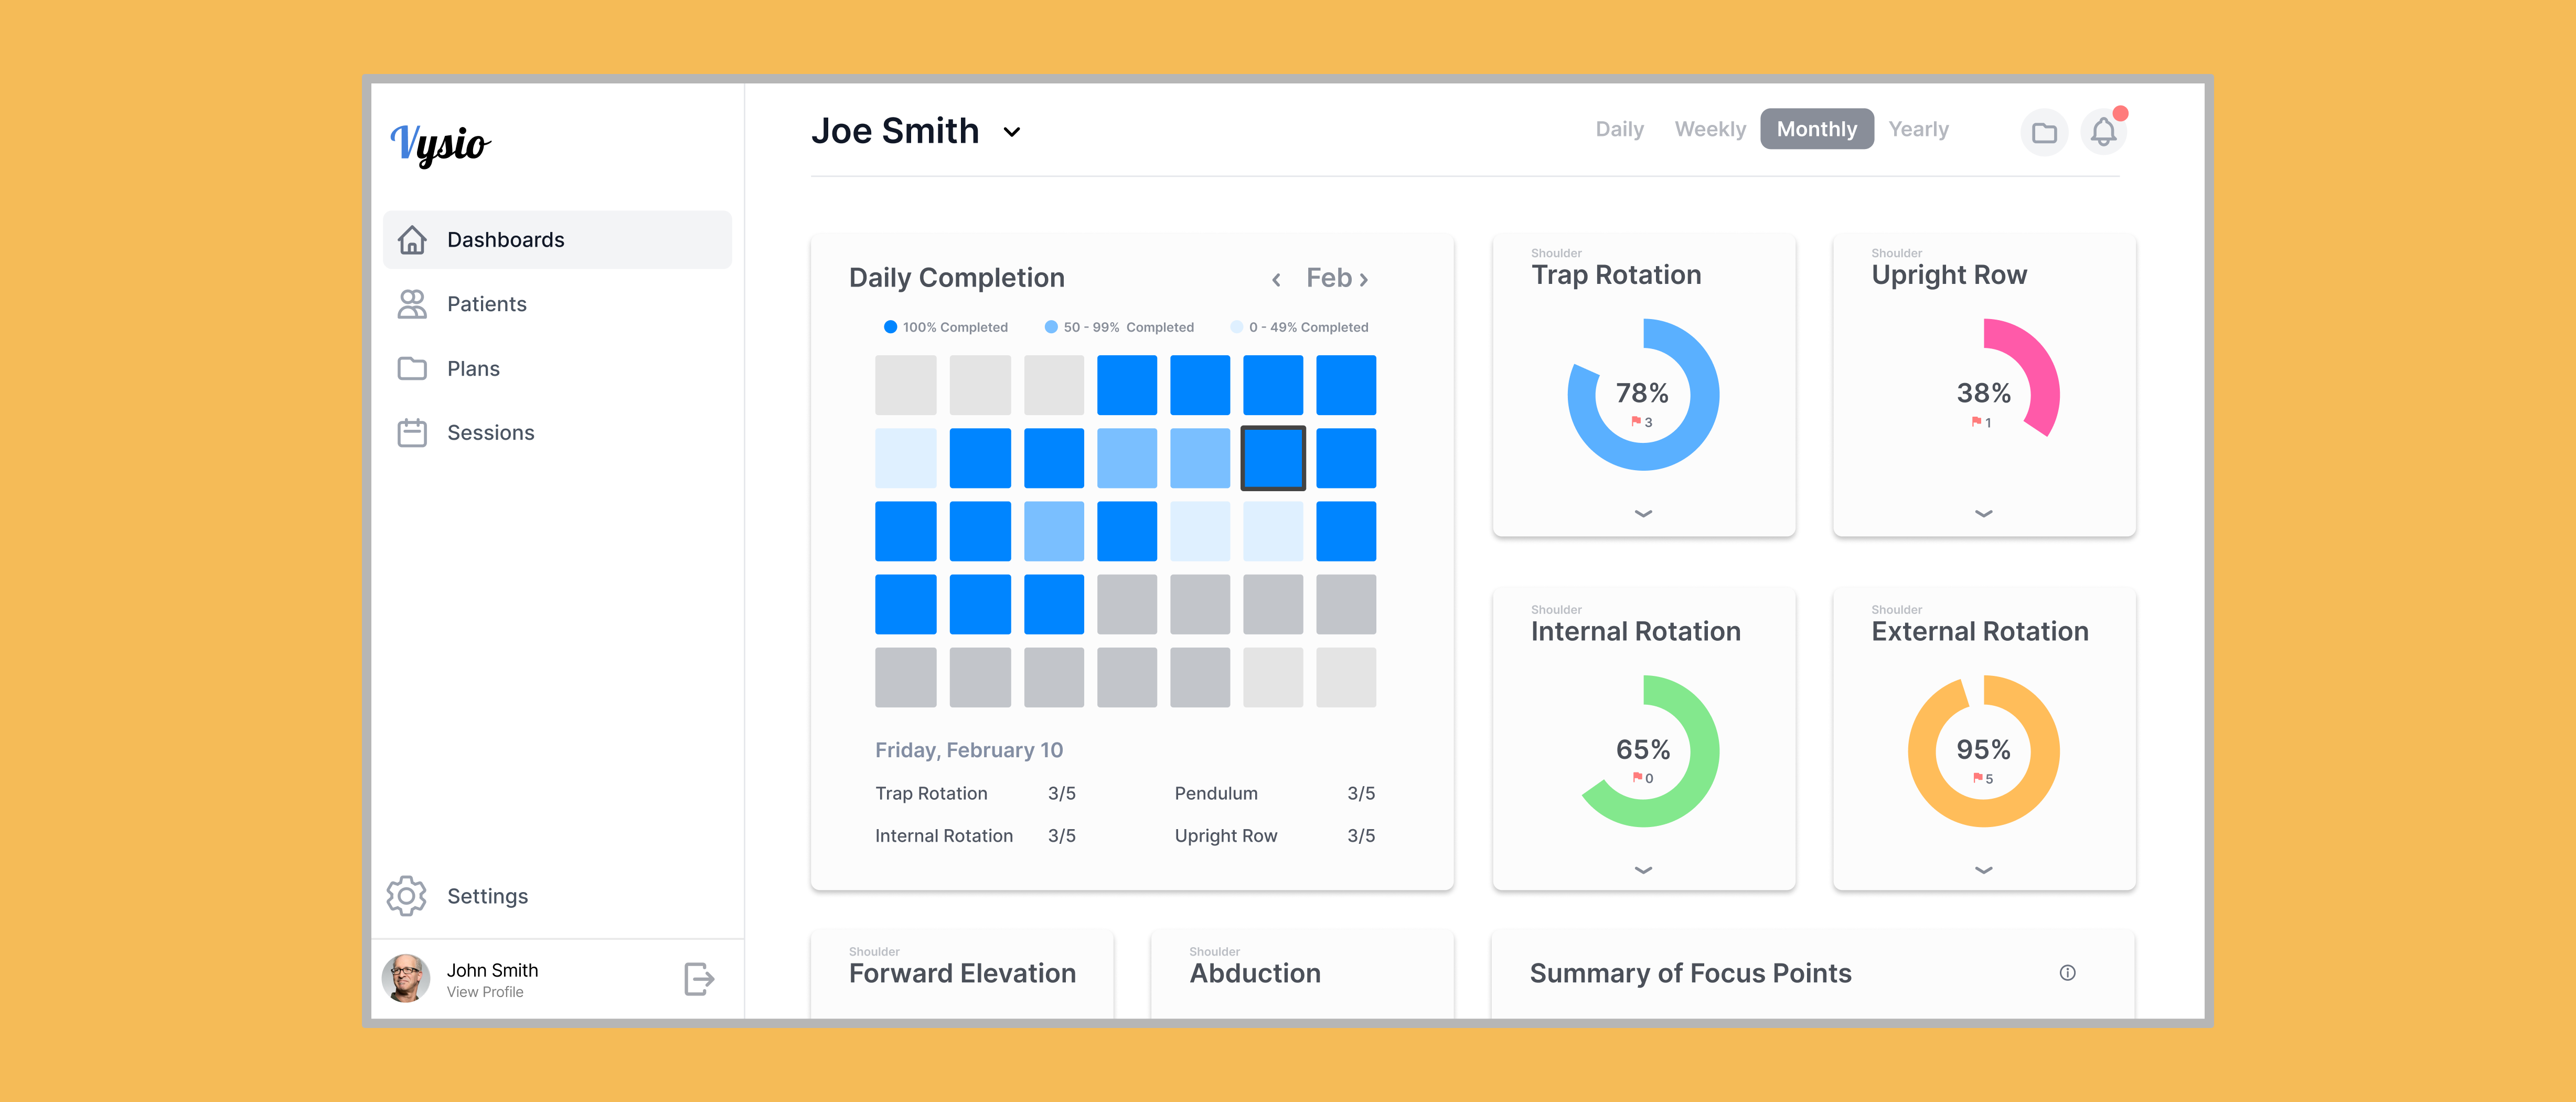 Vysio
Dashboards
Patients
Plans
Sessions
Settings
John Smith
View Profile
Joe Smith
Daily Weekly Monthly Yearly
Daily Completion
Feb
100% Completed 50 - 99% Completed 0 - 49% Completed
Friday, February 10
Trap Rotation 3/5 Pendulum 3/5
Internal Rotation 3/5 Upright Row 3/5
Shoulder
Trap Rotation
78%
3
Shoulder
Upright Row
38%
1
Shoulder
Internal Rotation
65%
0
Shoulder
External Rotation
95%
5
Shoulder
Forward Elevation
Shoulder
Abduction
Summary of Focus Points